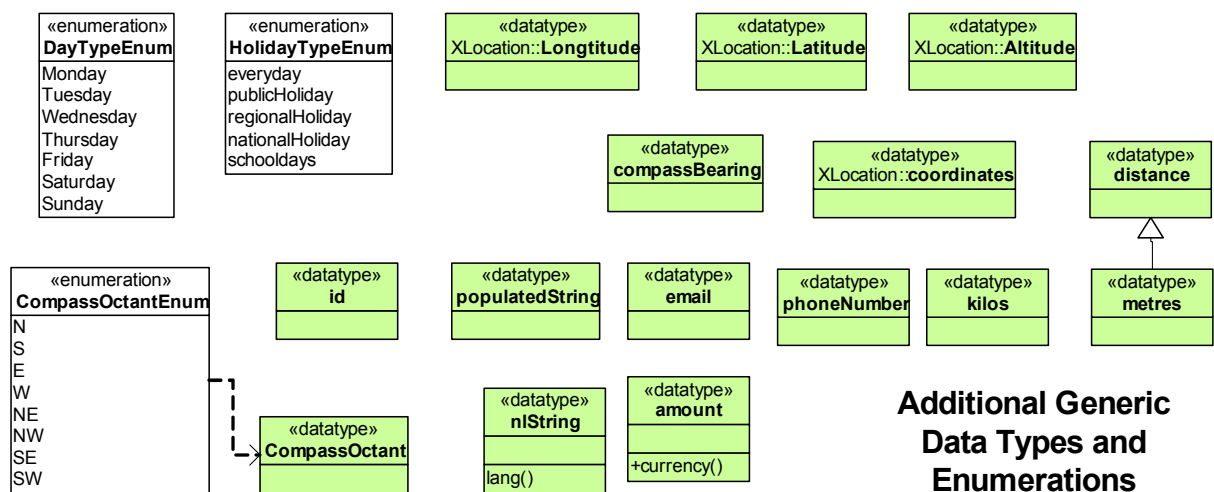 «enumeration»
DayTypeEnum
Monday
Tuesday
Wednesday
Thursday
Friday
Saturday
Sunday
«enumeration»
HolidayTypeEnum
everyday
publicHoliday
regionalHoliday
nationalHoliday
schooldays
«datatype»
XLocation::Longtitude
«datatype»
XLocation::Latitude
«datatype»
XLocation::Altitude
«datatype»
compassBearing
«datatype»
XLocation::coordinates
«datatype»
distance
«enumeration»
CompassOctantEnum
N
S
E
W
NE
NW
SE
SW
«datatype»
id
«datatype»
populatedString
«datatype»
email
«datatype»
phoneNumber
«datatype»
kilos
«datatype»
metres
«datatype»
CompassOctant
«datatype»
nlString
lang()
«datatype»
amount
+currency()
Additional Generic
Data Types and
Enumerations